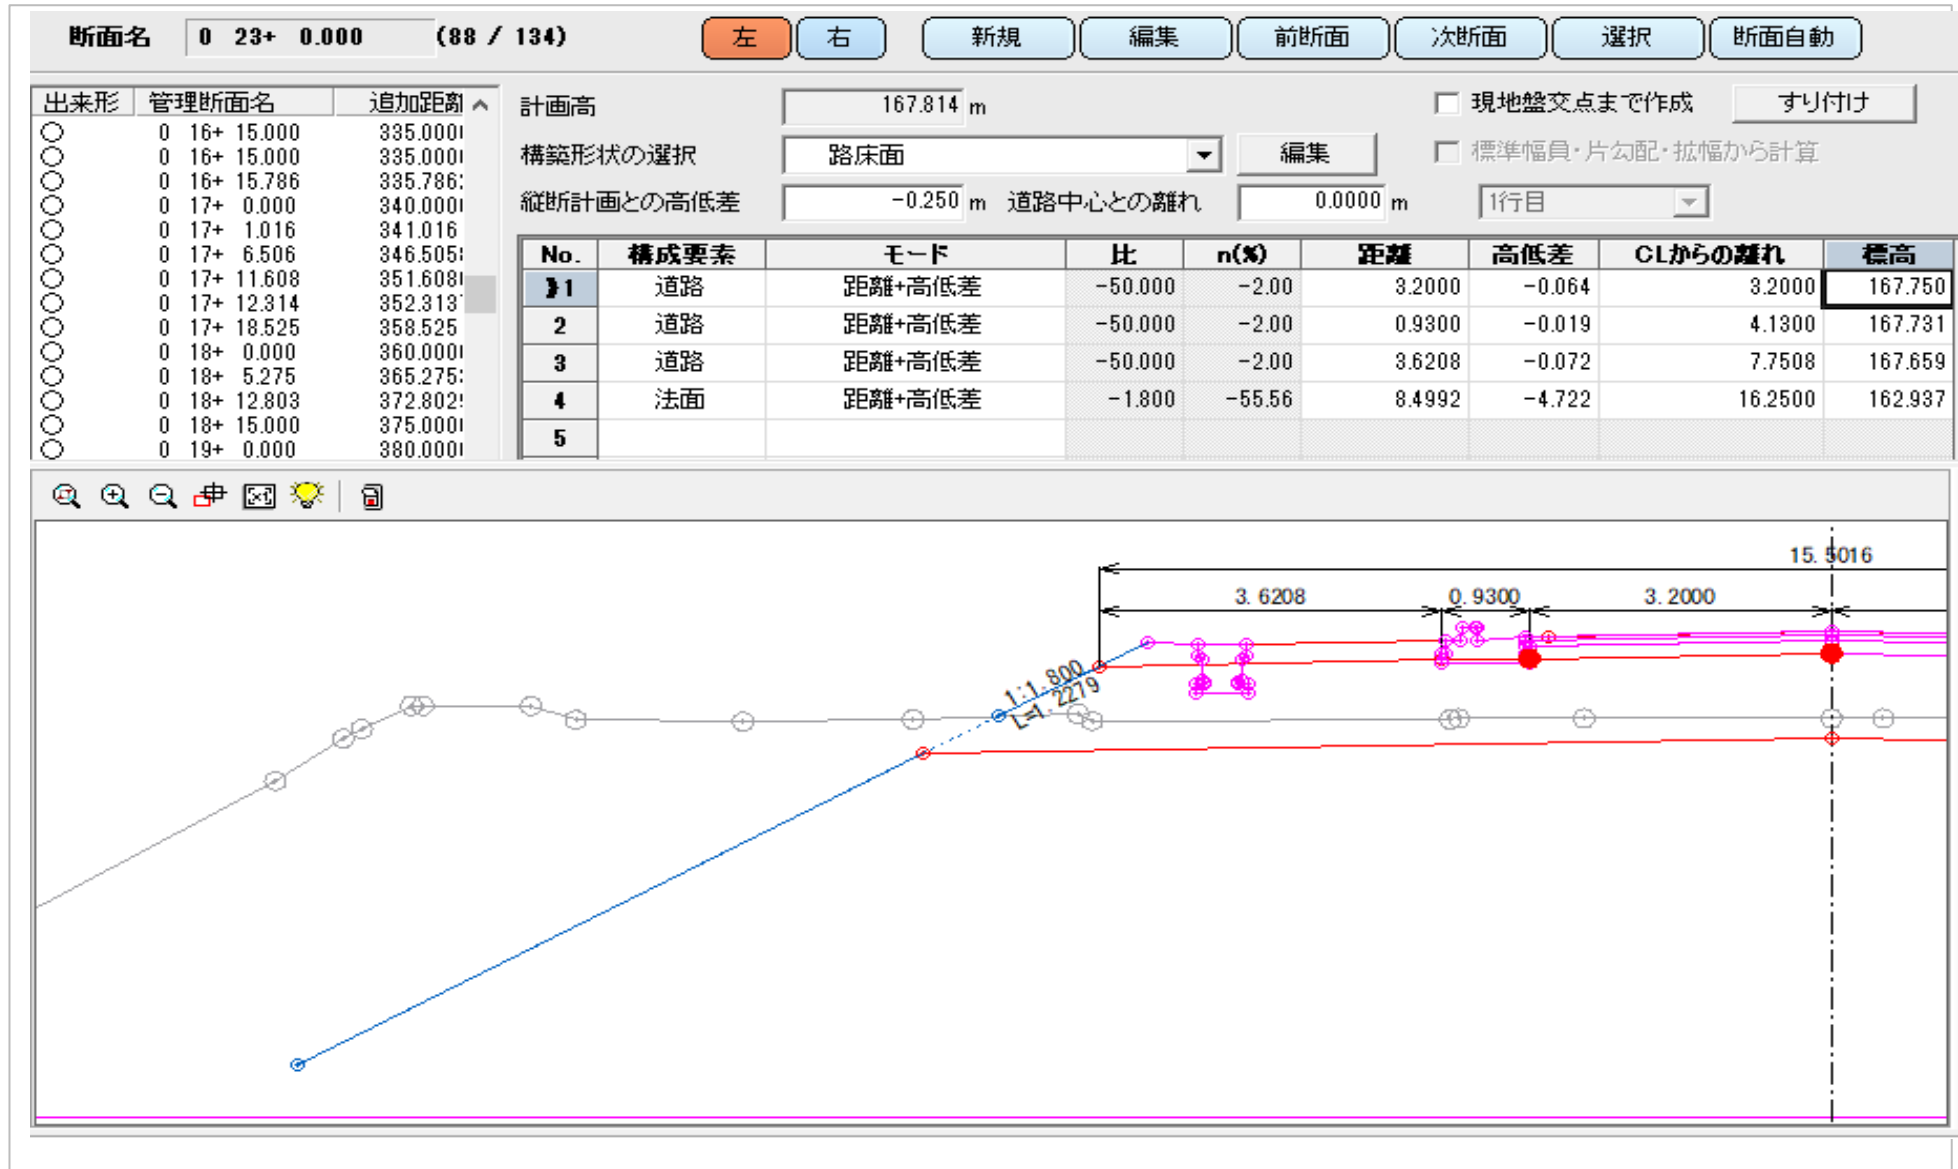 断面名 0 23+ 0.000 (88 / 134) 左 右 新規 編集 前断面 次断面 選択 断面自動
出来形 管理断面名 追加距離
0 16+ 15.000 335.000
0 16+ 15.000 335.000
0 16+ 15.786 335.786
0 17+ 0.000 340.000
0 17+ 1.016 341.016
0 17+ 6.506 346.505
0 17+ 11.608 351.608
0 17+ 12.314 352.313
0 17+ 18.525 358.525
0 18+ 0.000 360.000
0 18+ 5.275 365.275
0 18+ 12.803 372.802
0 18+ 15.000 375.000
0 19+ 0.000 380.000
計画高 167.814 m 現地盤交点まで作成 すり付け
構築形状の選択 路床面 編集 標準幅員・片勾配・拡幅から計算
縦断計画との高低差 -0.250 m 道路中心との離れ 0.0000 m 1行目
No. 構成要素 モード 比 n(%) 距離 高低差 CLからの離れ 標高
1 道路 距離+高低差 -50.000 -2.00 3.2000 -0.064 3.2000 167.750
2 道路 距離+高低差 -50.000 -2.00 0.9300 -0.019 4.1300 167.731
3 道路 距離+高低差 -50.000 -2.00 3.6208 -0.072 7.7508 167.659
4 法面 距離+高低差 -1.800 -55.56 8.4992 -4.722 16.2500 162.937
5
15.5016
3.6208 0.9300 3.2000
1:1.800
L=1.2279